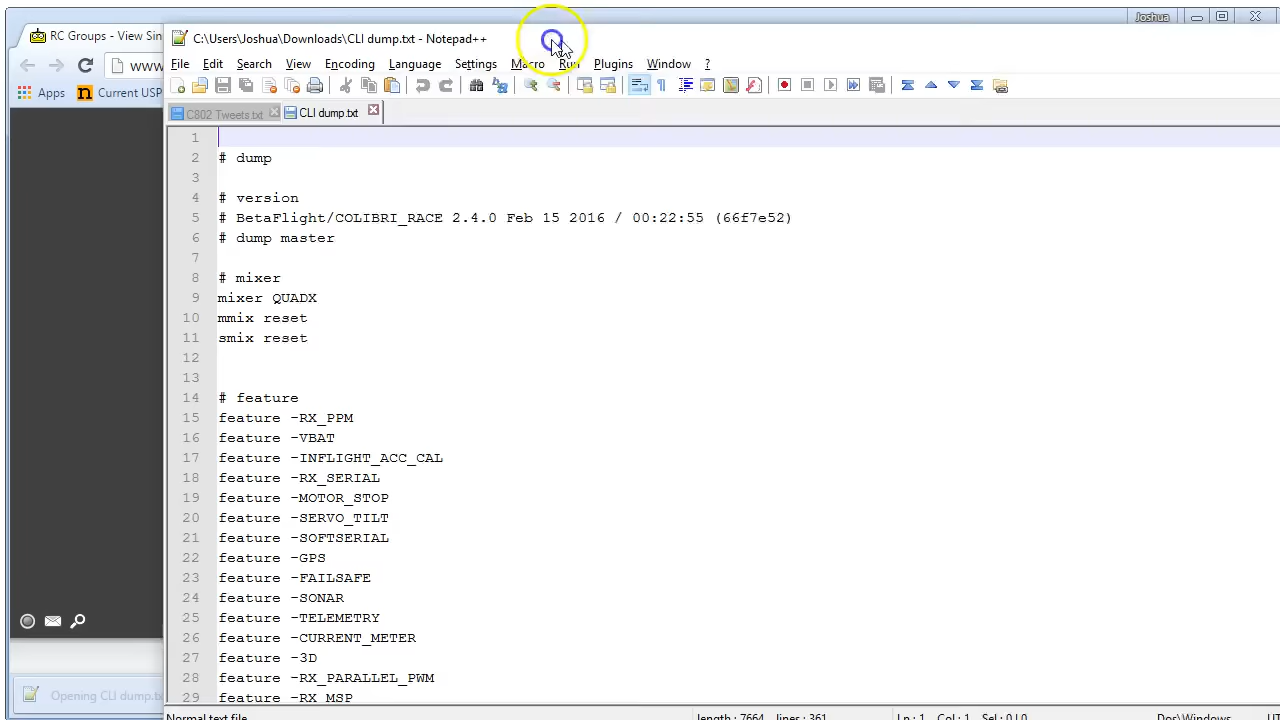 Joshua
RC Groups - View Sin
C:\Users\Joshua\Downloads\CLI dump.txt - Notepad++
File Edit Search View Encoding Language Settings Macro Run Plugins Window ?
www
Apps Current USP
C802 Tweets.txt CLI dump.txt
1
2 # dump
3
4 # version
5 # BetaFlight/COLIBRI_RACE 2.4.0 Feb 15 2016 / 00:22:55 (66f7e52)
6 # dump master
7
8 # mixer
9 mixer QUADX
10 mmix reset
11 smix reset
12
13
14 # feature
15 feature -RX_PPM
16 feature -VBAT
17 feature -INFLIGHT_ACC_CAL
18 feature -RX_SERIAL
19 feature -MOTOR_STOP
20 feature -SERVO_TILT
21 feature -SOFTSERIAL
22 feature -GPS
23 feature -FAILSAFE
24 feature -SONAR
25 feature -TELEMETRY
26 feature -CURRENT_METER
27 feature -3D
28 feature -RX_PARALLEL_PWM
29 feature -RX_MSP
Opening CLI dump.tx
Normal text file length : 7664 lines : 361 Ln : 1 Col : 1 Sel : 0 | 0 Dos\Windows UT